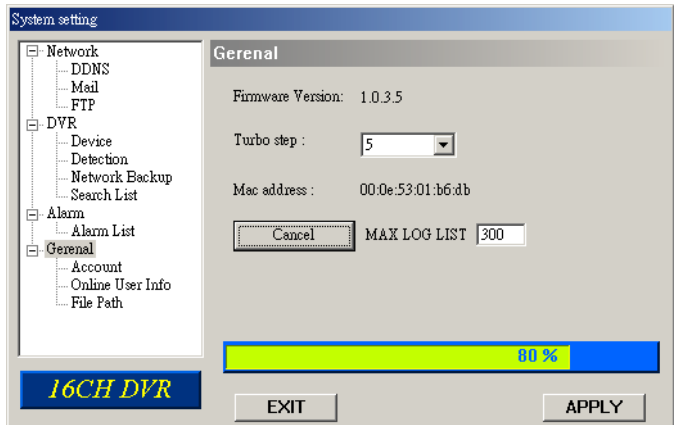 System setting
Network
DDNS
Mail
FTP
DVR
Device
Detection
Network Backup
Search List
Alarm
Alarm List
Gerenal
Account
Online User Info
File Path
16CH DVR
Gerenal
Firmware Version: 1.0.3.5
Turbo step : 5
Mac address : 00:0e:53:01:b6:db
Cancel MAX LOG LIST 300
80 %
EXIT APPLY